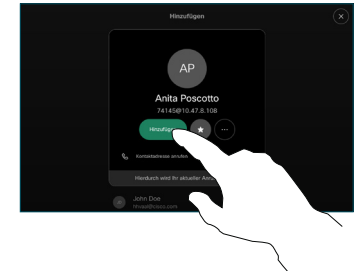 Hinzufügen
AP
Anita Poscotto
74145@10.47.8.108
Hinzufügen
Kontaktadresse anrufen
Hierdurch wird Ihr aktueller
John Doe